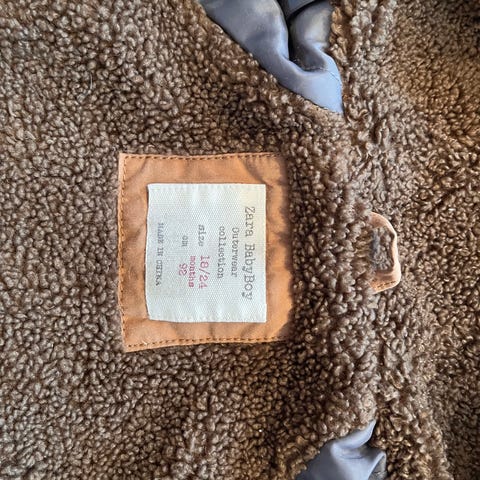 Zara BabyBoy
Outerwear
collection
size 18/24 months
cm 92
MADE IN CHINA